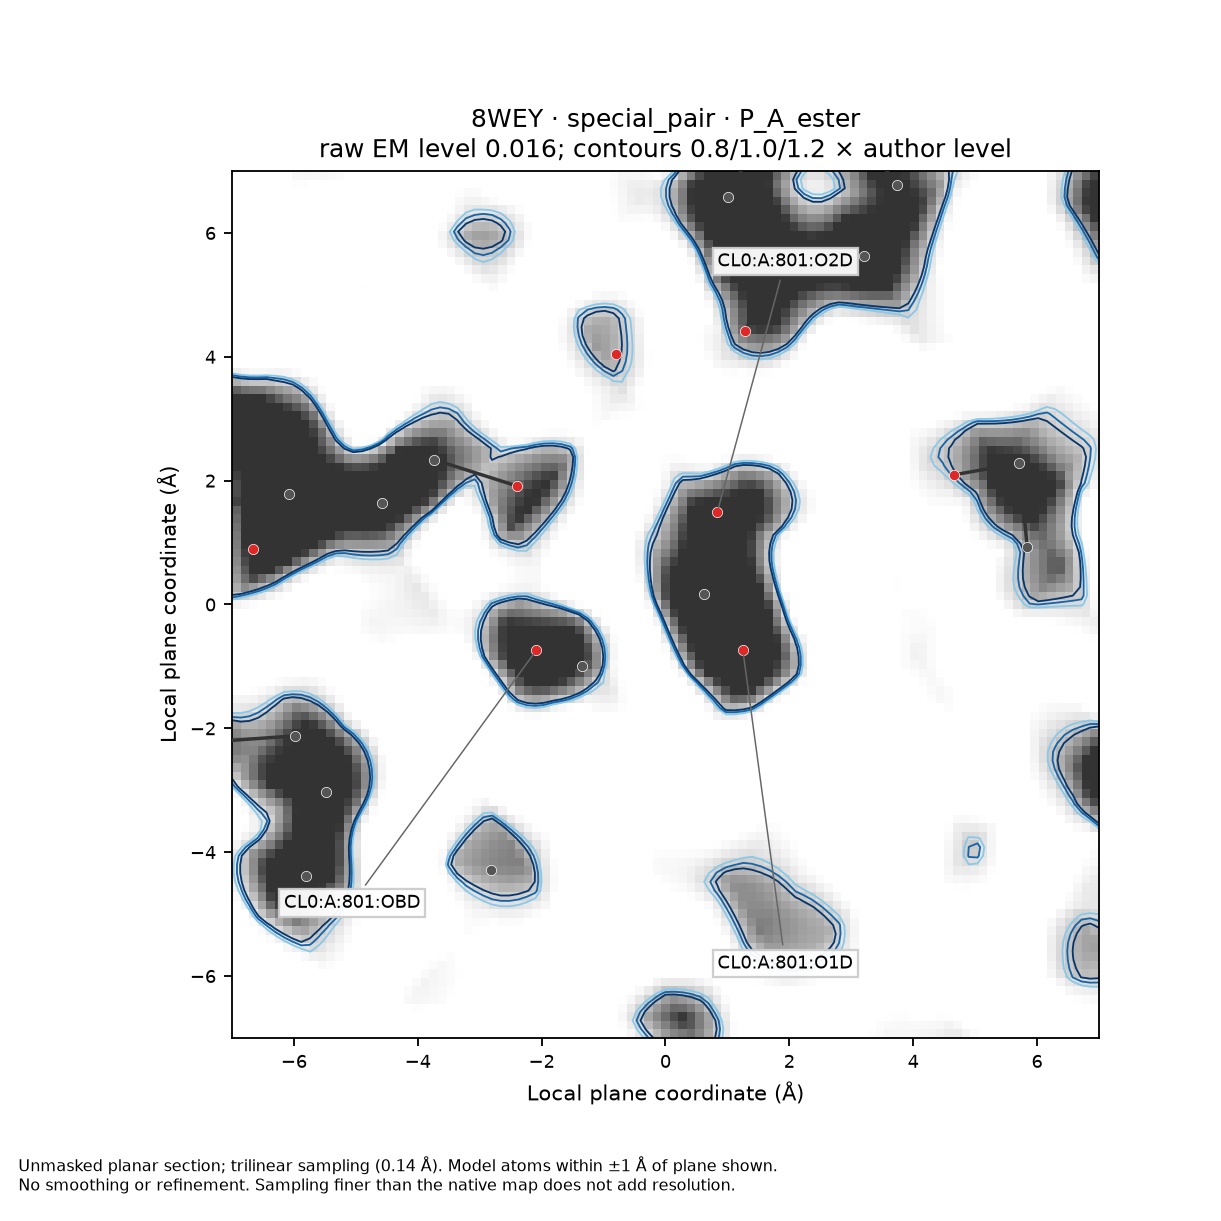 8WEY · special_pair · P_A_ester
raw EM level 0.016; contours 0.8/1.0/1.2 × author level
CL0:A:801:O2D
CL0:A:801:OBD
CL0:A:801:O1D
6
4
2
0
−2
−4
−6
Local plane coordinate (Å)
−6 −4 −2 0 2 4 6
Local plane coordinate (Å)
Unmasked planar section; trilinear sampling (0.14 Å). Model atoms within ±1 Å of plane shown.
No smoothing or refinement. Sampling finer than the native map does not add resolution.